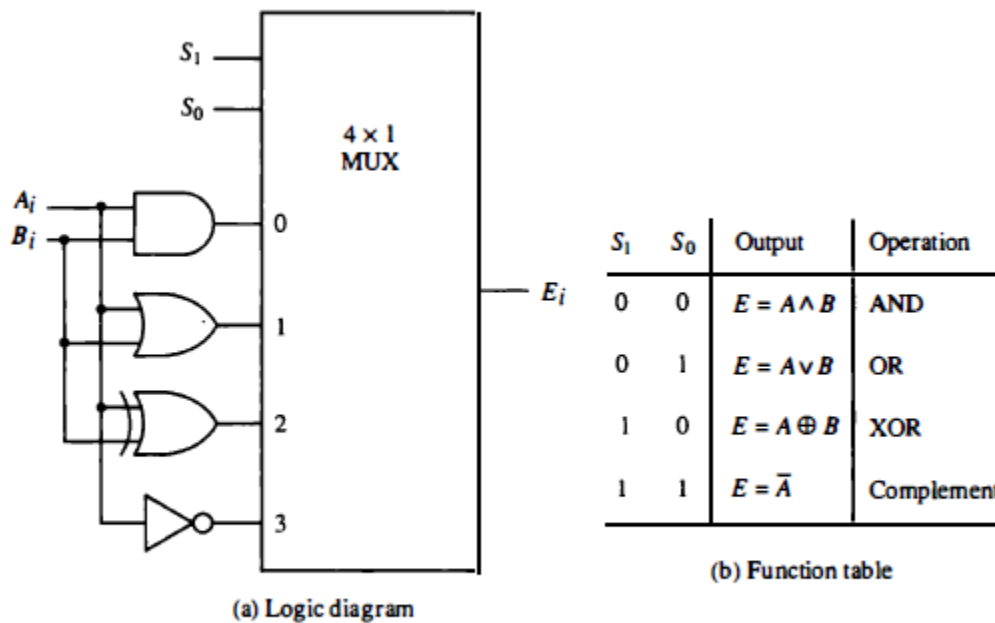 S₁
S₀
4 × 1
MUX
Aᵢ
Bᵢ
0
1
2
3
Eᵢ
(a) Logic diagram
S₁ S₀ Output Operation
0 0 E = A ∧ B AND
0 1 E = A ∨ B OR
1 0 E = A ⊕ B XOR
1 1 E = A̅ Complement
(b) Function table